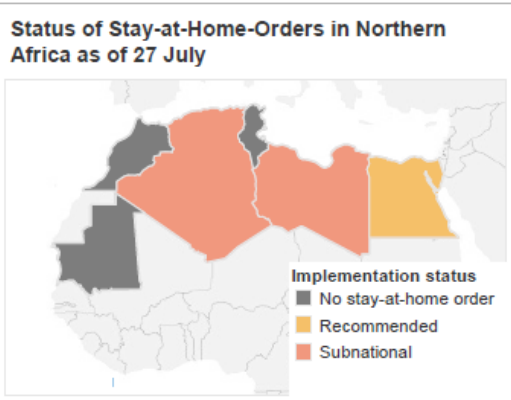 Status of Stay-at-Home-Orders in Northern
Africa as of 27 July
Implementation status
No stay-at-home order
Recommended
Subnational